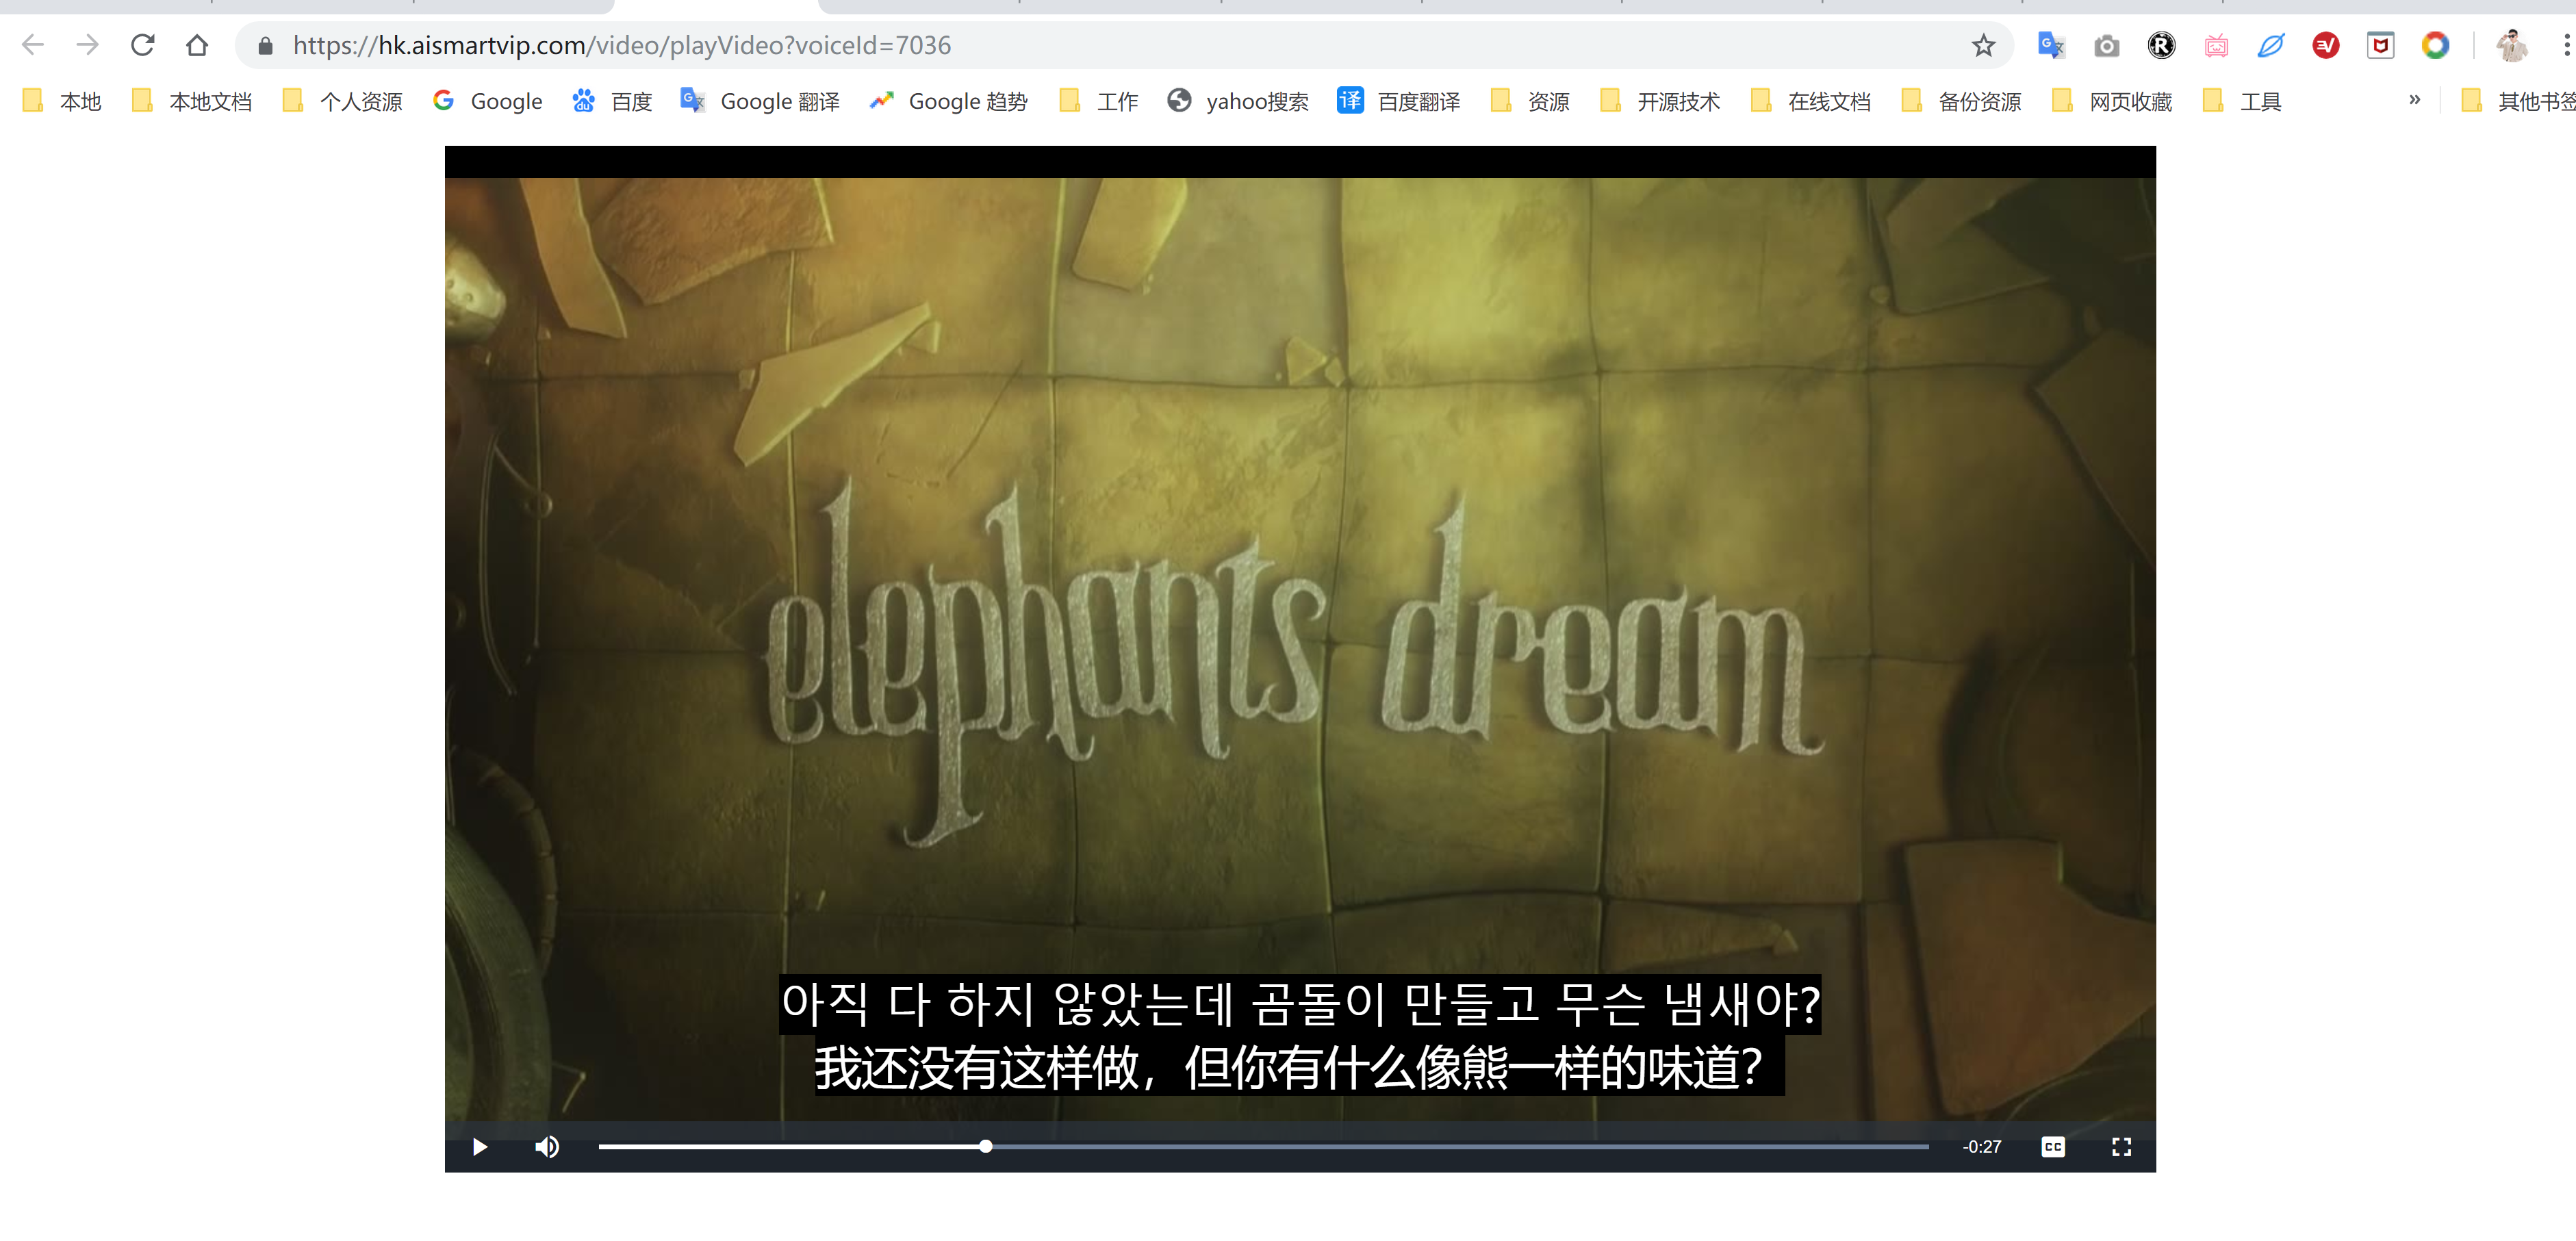 https://hk.aismartvip.com/video/playVideo?voiceId=7036
本地 本地文档 个人资源 Google 百度 Google 翻译 Google 趋势 工作 yahoo搜索 译 百度翻译 资源 开源技术 在线文档 备份资源 网页收藏 工具 » 其他书签
elephants dream
아직 다 하지 않았는데 곰돌이 만들고 무슨 냄새야?
我还没有这样做，但你有什么像熊一样的味道？
-0:27 CC